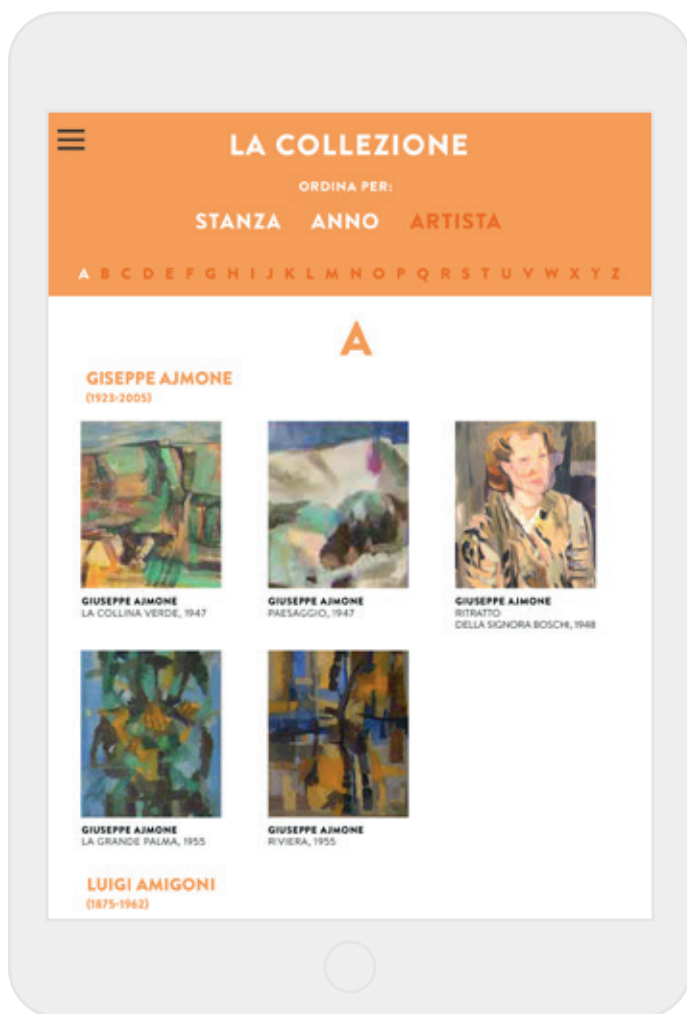 LA COLLEZIONE
ORDINA PER:
STANZA ANNO ARTISTA
A B C D E F G H I J K L M N O P Q R S T U V W X Y Z
A
GISEPPE AJMONE
(1923-2005)
GIUSEPPE AJMONE
LA COLLINA VERDE, 1947
GIUSEPPE AJMONE
PAESAGGIO, 1947
GIUSEPPE AJMONE
RITRATTO
DELLA SIGNORA BOSCHI, 1948
GIUSEPPE AJMONE
LA GRANDE PALMA, 1955
GIUSEPPE AJMONE
RIVIERA, 1955
LUIGI AMIGONI
(1875-1962)